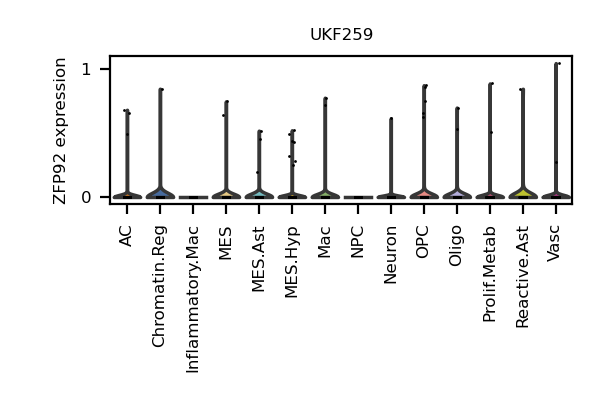 UKF259
ZFP92 expression
1
0
AC
Chromatin.Reg
Inflammatory.Mac
MES
MES.Ast
MES.Hyp
Mac
NPC
Neuron
OPC
Oligo
Prolif.Metab
Reactive.Ast
Vasc